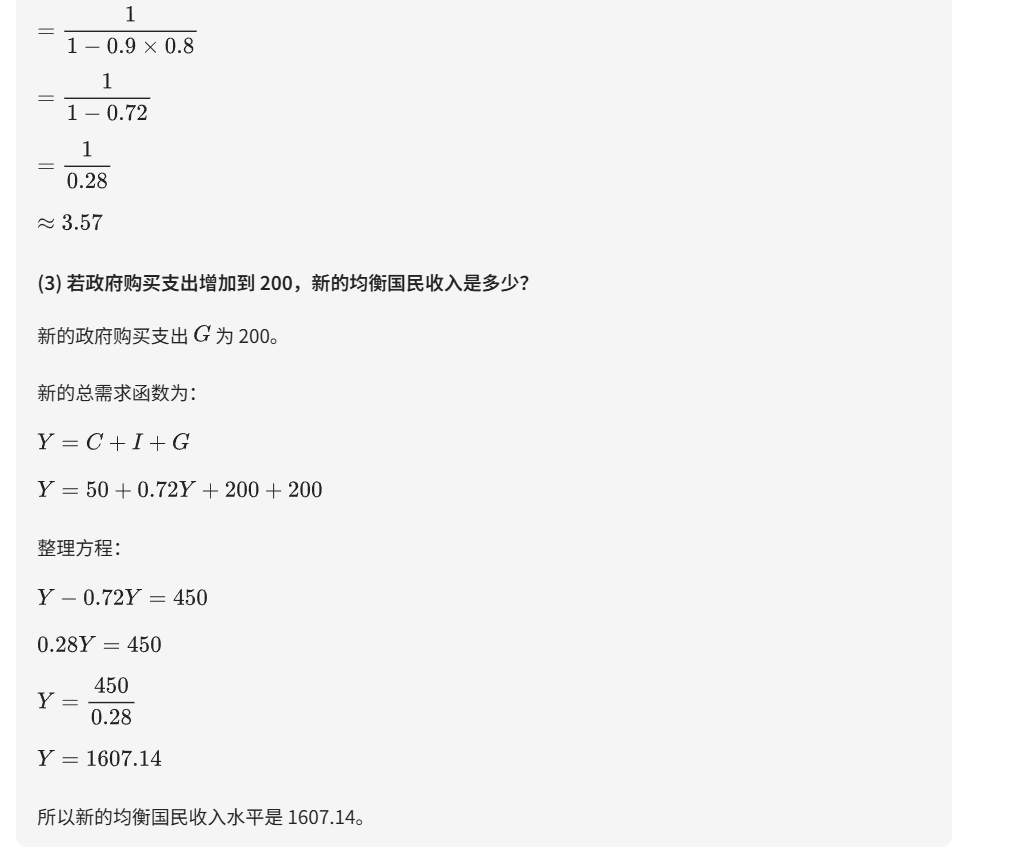 = \frac{1}{1 − 0.9 × 0.8}
= \frac{1}{1 − 0.72}
= \frac{1}{0.28}
≈ 3.57
(3) 若政府购买支出增加到 200，新的均衡国民收入是多少？
新的政府购买支出 G 为 200。
新的总需求函数为：
Y = C + I + G
Y = 50 + 0.72Y + 200 + 200
整理方程：
Y − 0.72Y = 450
0.28Y = 450
Y = \frac{450}{0.28}
Y = 1607.14
所以新的均衡国民收入水平是 1607.14。